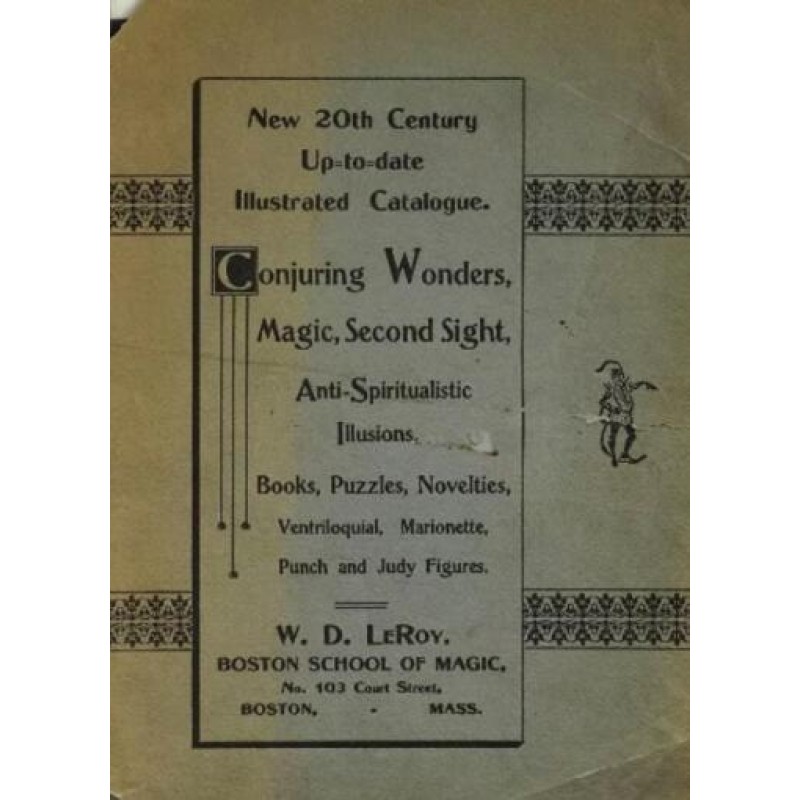 New 20th Century
Up=to=date
Illustrated Catalogue.
Conjuring Wonders,
Magic, Second Sight,
Anti-Spiritualistic
Illusions,
Books, Puzzles, Novelties,
Ventriloquial, Marionette,
Punch and Judy Figures.
W. D. LeRoy.
BOSTON SCHOOL OF MAGIC,
No. 103 Court Street,
BOSTON, - MASS.